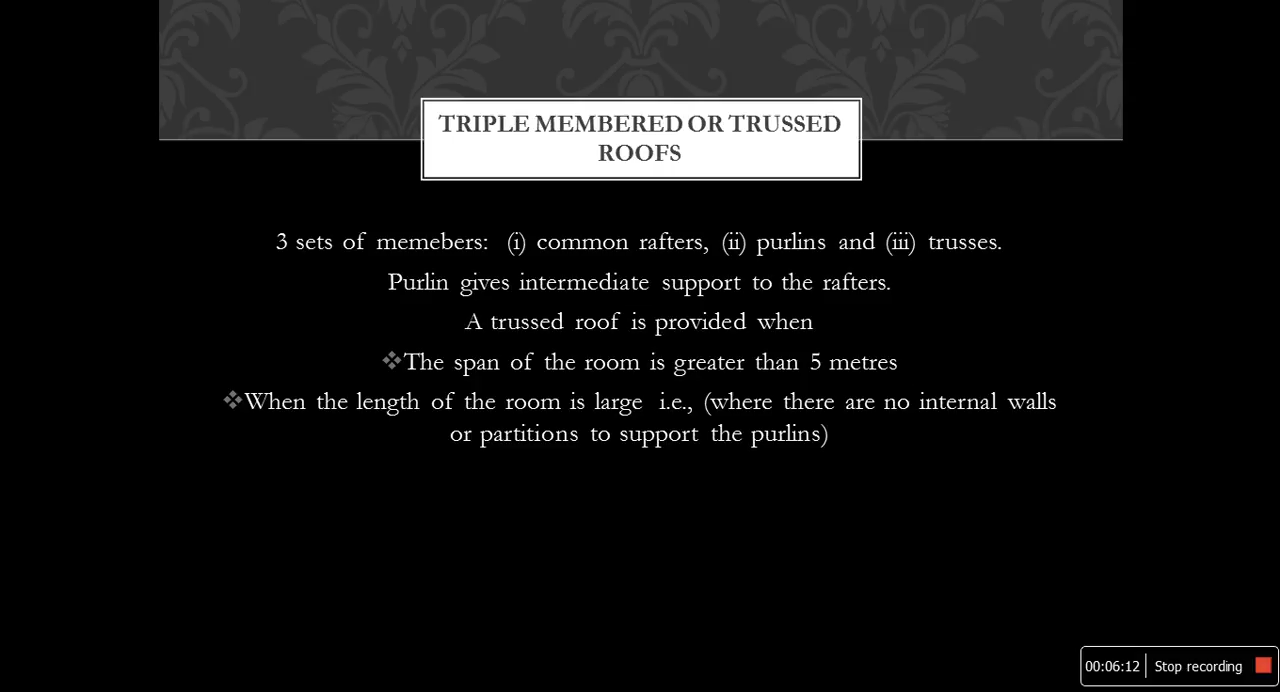 TRIPLE MEMBERED OR TRUSSED
ROOFS
3 sets of memebers: (i) common rafters, (ii) purlins and (iii) trusses.
Purlin gives intermediate support to the rafters.
A trussed roof is provided when
❖The span of the room is greater than 5 metres
❖When the length of the room is large i.e., (where there are no internal walls
or partitions to support the purlins)
00:06:12 Stop recording